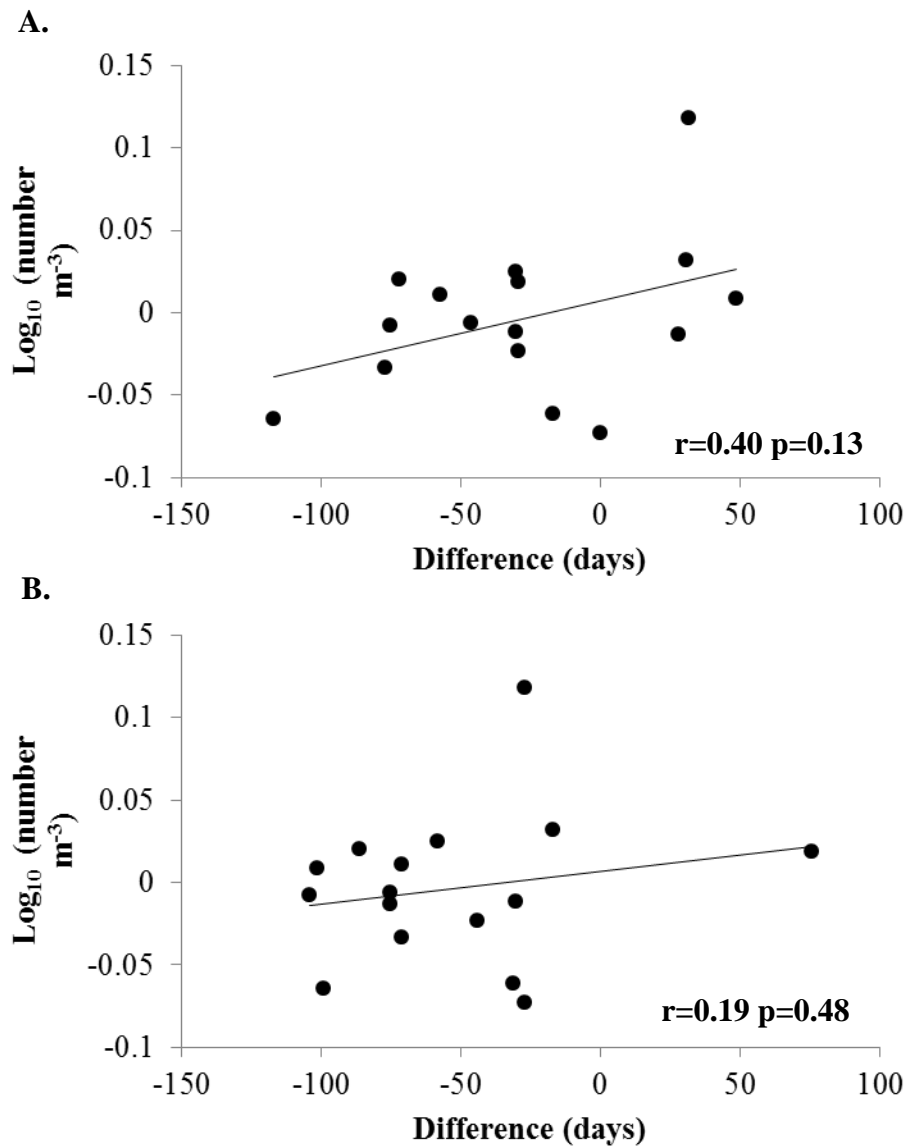 A.
0.15
0.1
0.05
0
-0.05
-0.1
Log₁₀ (number
m⁻³)
r=0.40 p=0.13
-150 -100 -50 0 50 100
Difference (days)
B.
0.15
0.1
0.05
0
-0.05
-0.1
Log₁₀ (number
m⁻³)
r=0.19 p=0.48
-150 -100 -50 0 50 100
Difference (days)